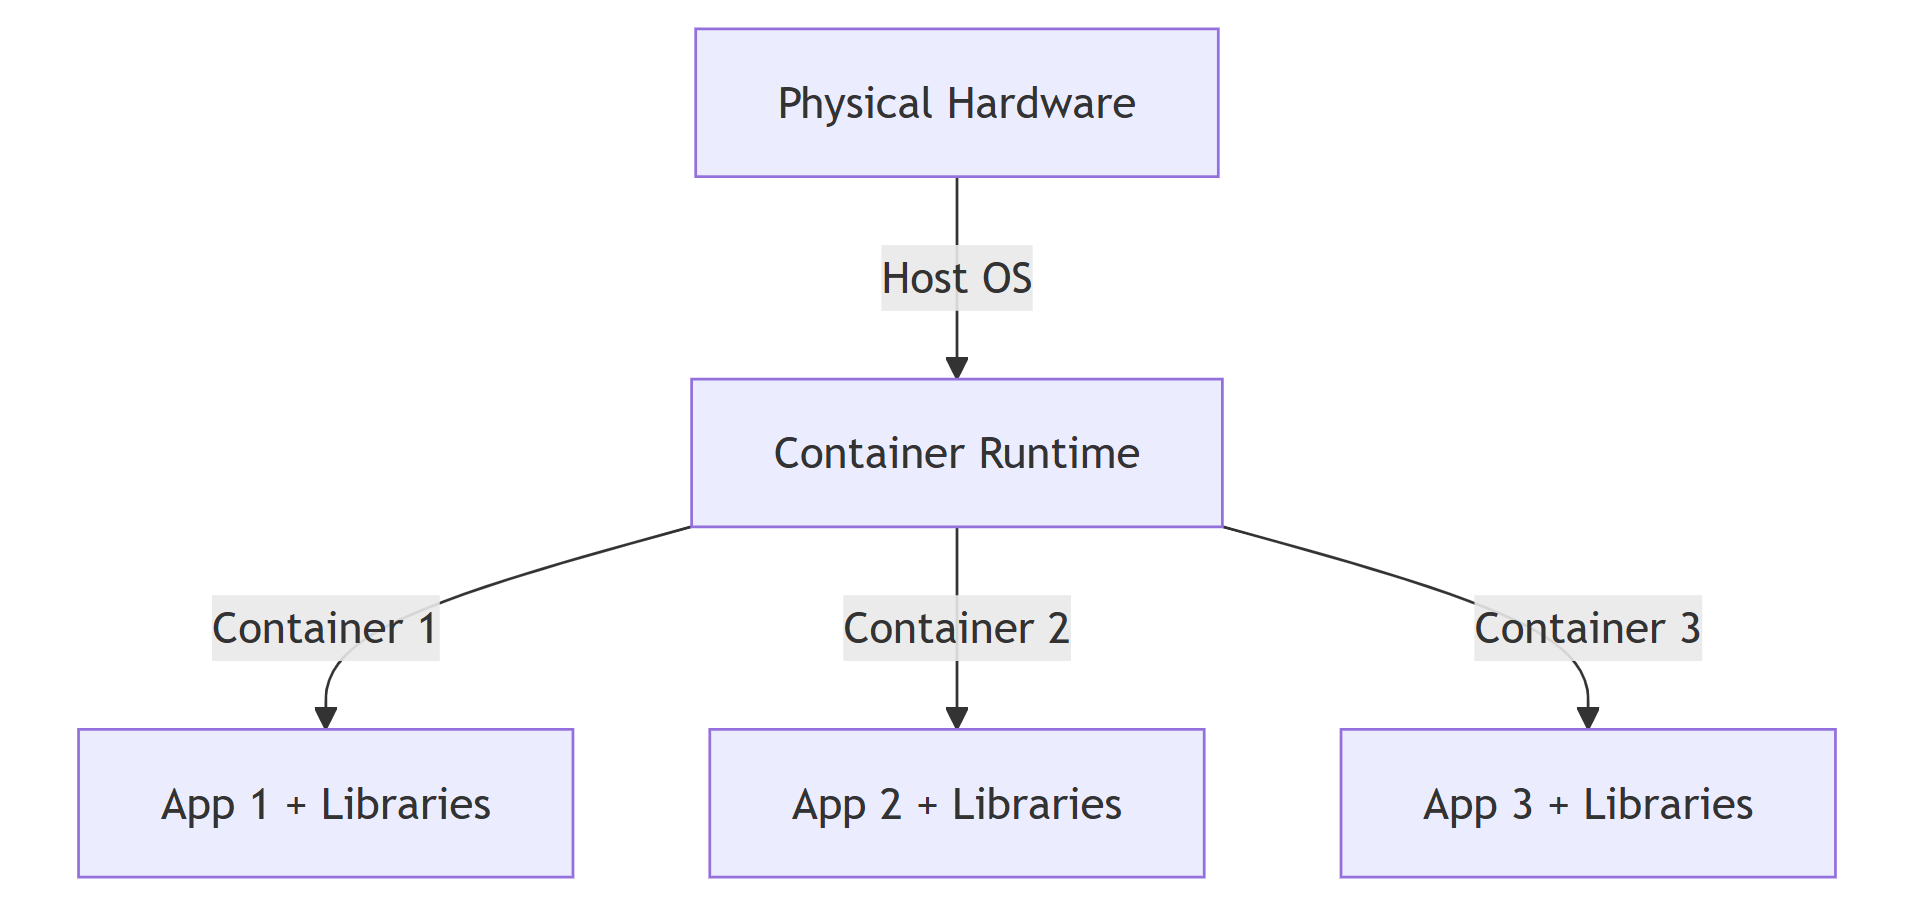 Physical Hardware
Host OS
Container Runtime
Container 1
Container 2
Container 3
App 1 + Libraries
App 2 + Libraries
App 3 + Libraries